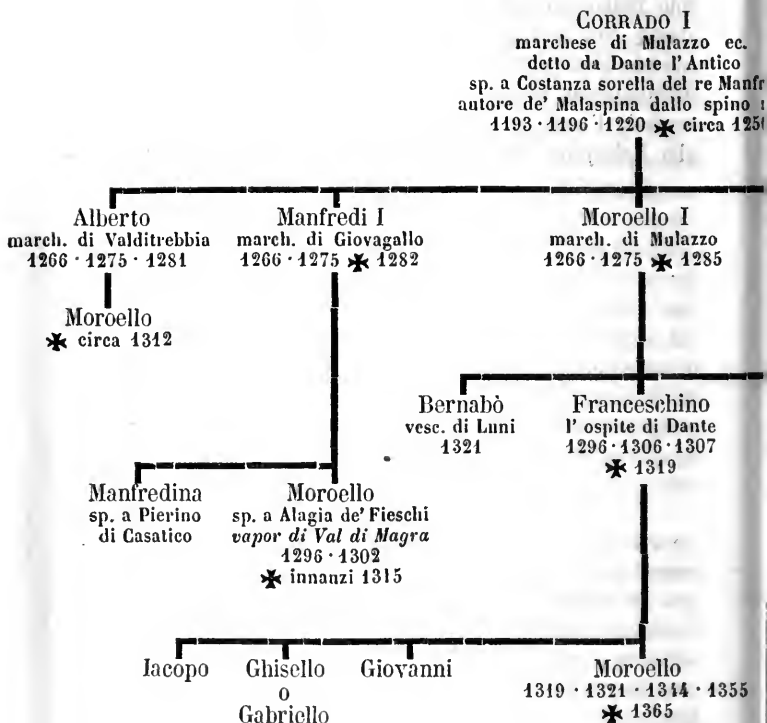 CORRADO I
marchese di Mulazzo ec.
detto da Dante l'Antico
sp. a Costanza sorella del re Manfr
autore de' Malaspina dallo spino
1193 · 1196 · 1220 ✠ circa 125
Alberto
march. di Valditrebbia
1266 · 1275 · 1281
Manfredi I
march. di Giovagallo
1266 · 1275 ✠ 1282
Moroello I
march. di Mulazzo
1266 · 1275 ✠ 1285
Moroello
✠ circa 1312
Bernabò
vesc. di Luni
1321
Franceschino
l' ospite di Dante
1296 · 1306 · 1307
✠ 1319
Manfredina
sp. a Pierino
di Casatico
Moroello
sp. a Alagia de' Fieschi
vapor di Val di Magra
1296 · 1302
✠ innanzi 1315
Iacopo
Ghisello
o
Gabriello
Giovanni
Moroello
1319 · 1321 · 1344 · 1355
✠ 1365